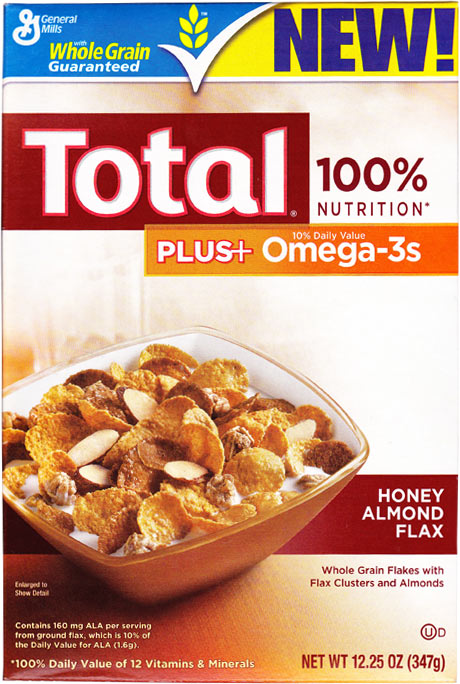 General
Mills
with
Whole Grain
Guaranteed
TM
NEW!
Total®
100%
NUTRITION*
10% Daily Value
PLUS+ Omega-3s
HONEY
ALMOND
FLAX
Whole Grain Flakes with
Flax Clusters and Almonds
Enlarged to
Show Detail
Contains 160 mg ALA per serving
from ground flax, which is 10% of
the Daily Value for ALA (1.6g).
U D
*100% Daily Value of 12 Vitamins & Minerals
NET WT 12.25 OZ (347g)